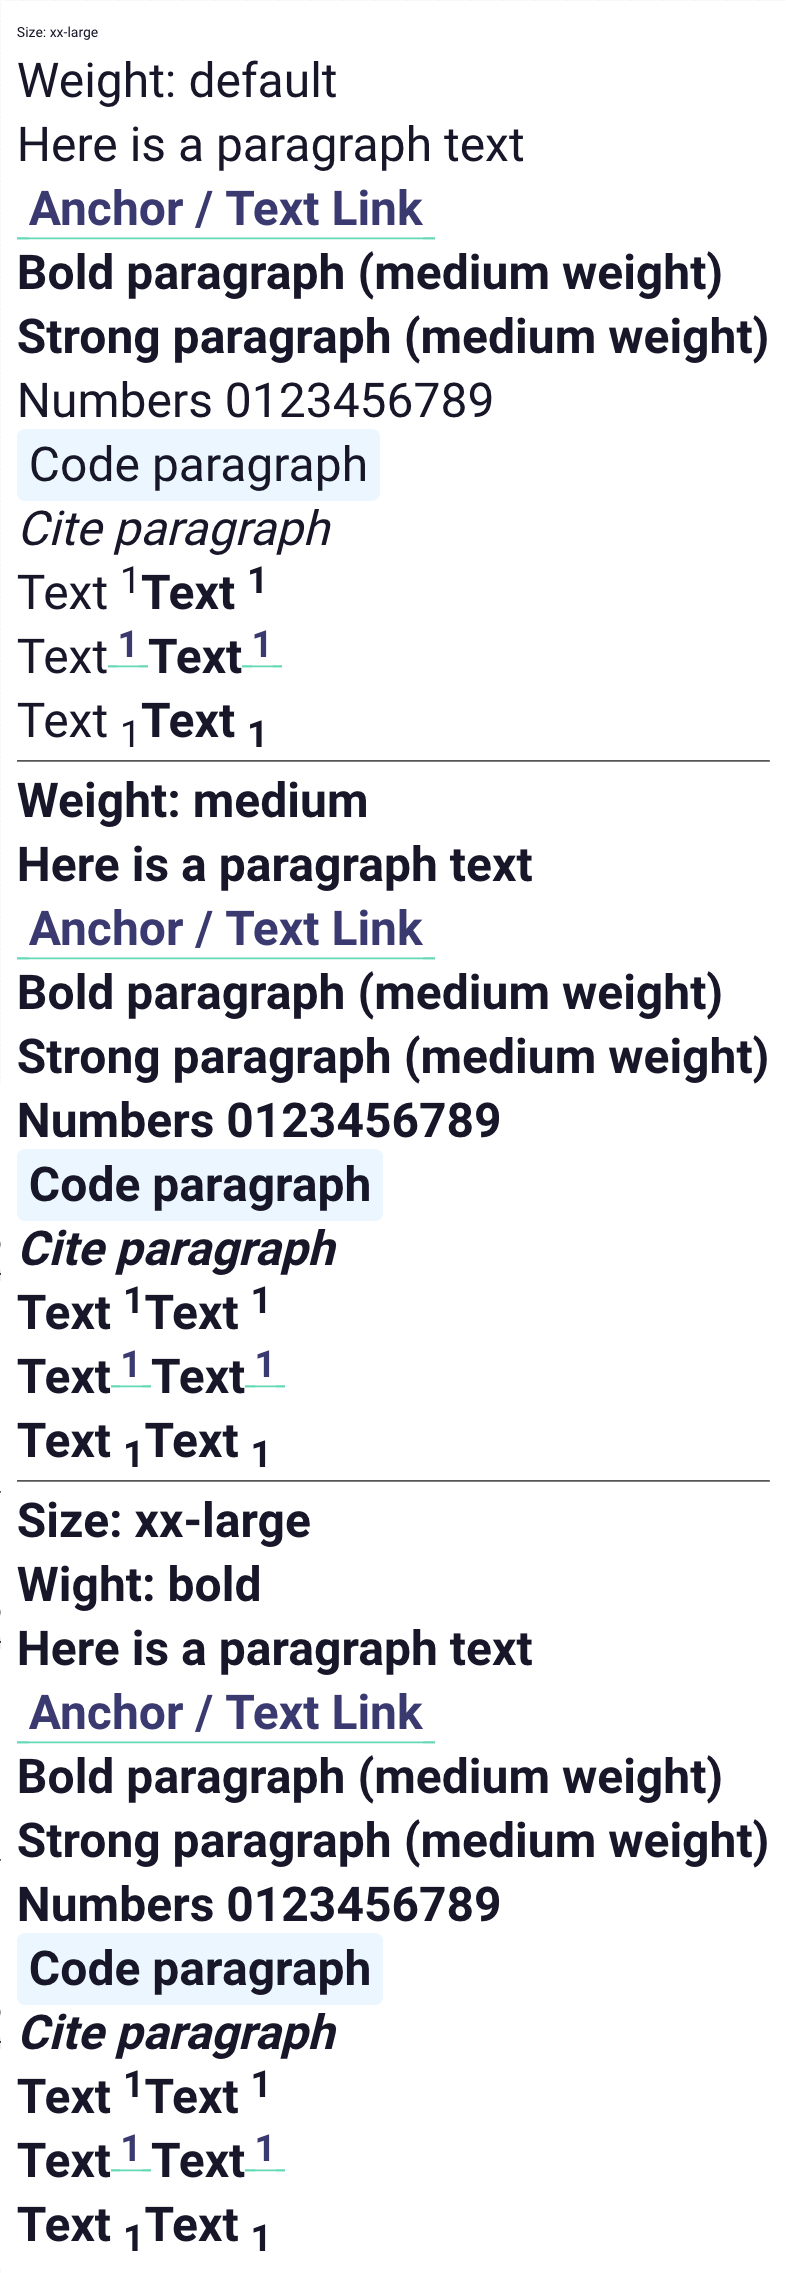 Size: xx-large
Weight: default
Here is a paragraph text
Anchor / Text Link
Bold paragraph (medium weight)
Strong paragraph (medium weight)
Numbers 0123456789
Code paragraph
Cite paragraph
Text ¹Text ¹
Text ¹ Text ¹
Text ₁Text ₁
Weight: medium
Here is a paragraph text
Anchor / Text Link
Bold paragraph (medium weight)
Strong paragraph (medium weight)
Numbers 0123456789
Code paragraph
Cite paragraph
Text ¹Text ¹
Text ¹ Text ¹
Text ₁Text ₁
Size: xx-large
Wight: bold
Here is a paragraph text
Anchor / Text Link
Bold paragraph (medium weight)
Strong paragraph (medium weight)
Numbers 0123456789
Code paragraph
Cite paragraph
Text ¹Text ¹
Text ¹ Text ¹
Text ₁Text ₁